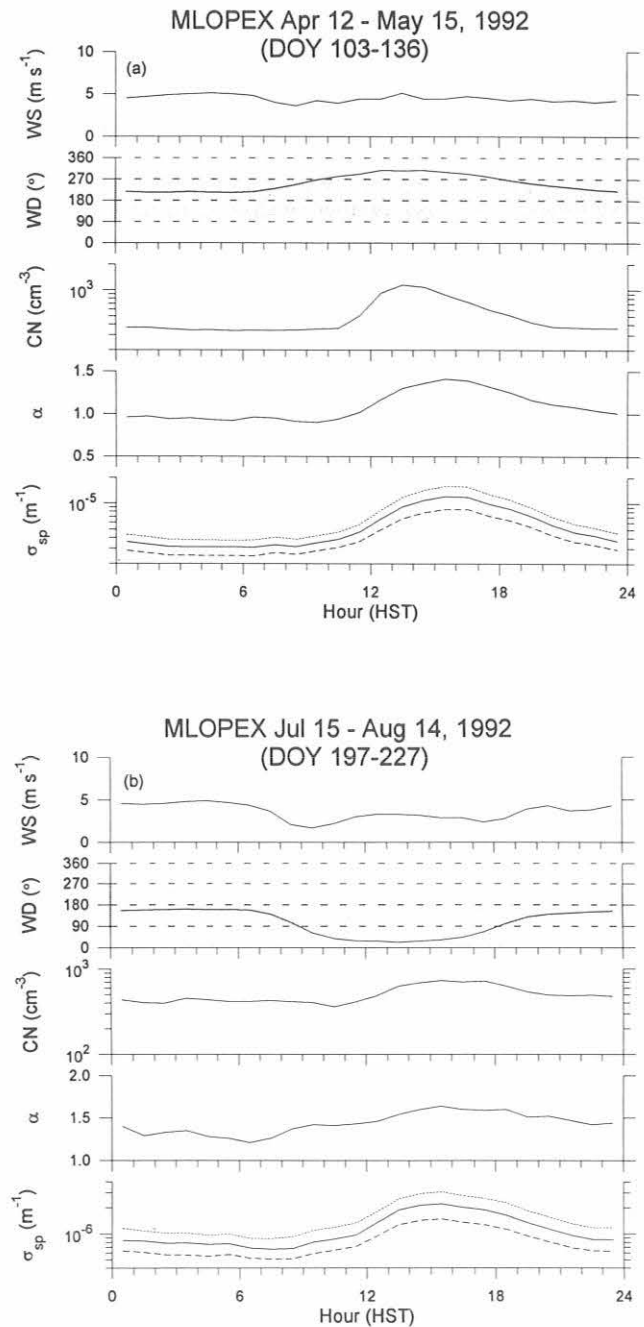 MLOPEX Apr 12 - May 15, 1992
(DOY 103-136)
(a)
WS (m s⁻¹)
10
5
0
WD (°)
360
270
180
90
0
CN (cm⁻³)
10³
α
1.5
1.0
0.5
σsp (m⁻¹)
10⁻⁵
0 6 12 18 24
Hour (HST)
MLOPEX Jul 15 - Aug 14, 1992
(DOY 197-227)
(b)
WS (m s⁻¹)
10
5
0
WD (°)
360
270
180
90
0
CN (cm⁻³)
10³
10²
α
2.0
1.5
1.0
σsp (m⁻¹)
10⁻⁶
0 6 12 18 24
Hour (HST)